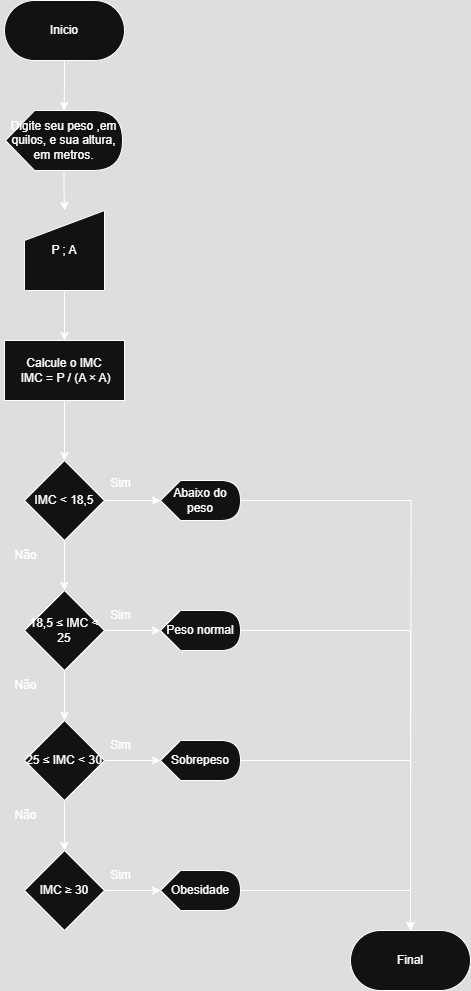 Inicio
Digite seu peso ,em
quilos, e sua altura,
em metros.
P ; A
Calcule o IMC
IMC = P / (A × A)
IMC < 18,5
Sim
Abaixo do
peso
Não
18,5 ≤ IMC <
25
Sim
Peso normal
Não
25 ≤ IMC < 30
Sim
Sobrepeso
Não
IMC ≥ 30
Sim
Obesidade
Final